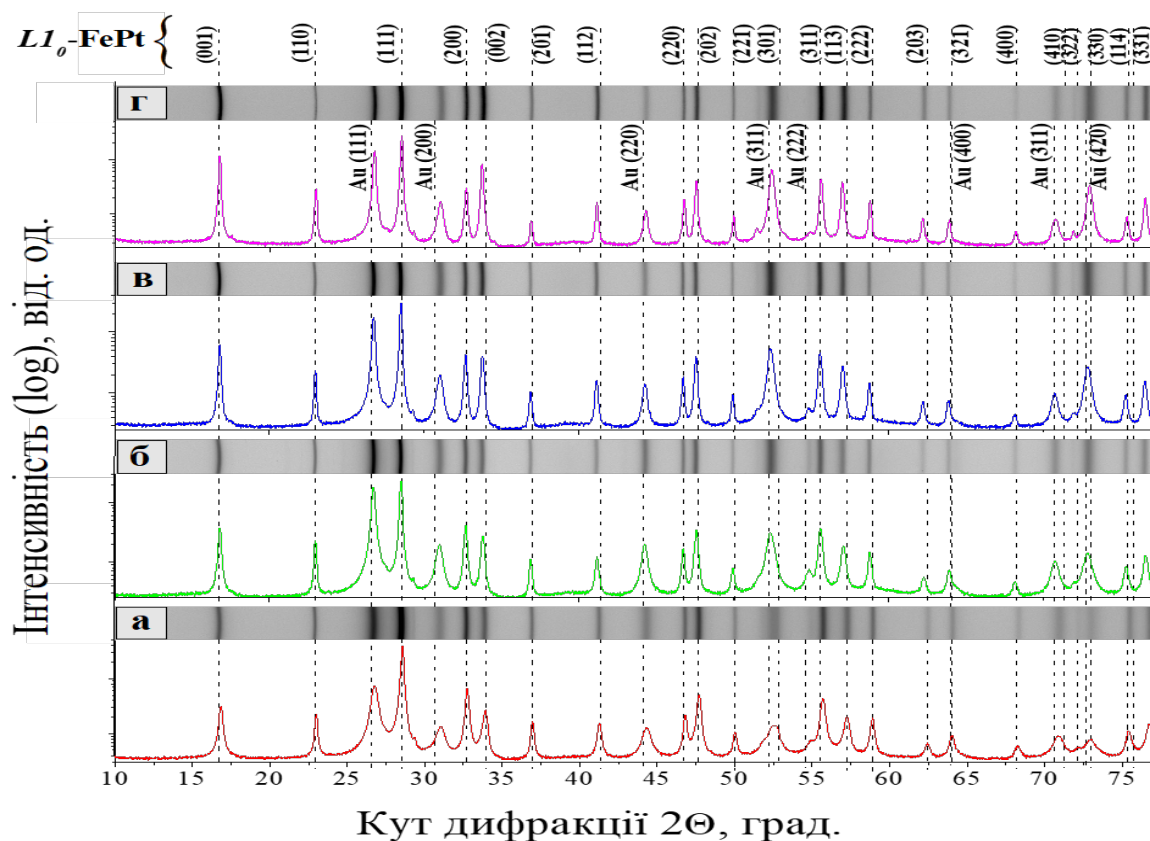 L1₀-FePt {
(001) (110) (111) (200) (002) (201) (112) (220) (202) (221) (301) (311) (113) (222) (203) (321) (400) (410) (322) (330) (114) (331)
г
Au (111) Au (200) Au (220) Au (311) Au (222) Au (400) Au (311) Au (420)
в
б
а
10 15 20 25 30 35 40 45 50 55 60 65 70 75
Інтенсивність (log), від. од.
Кут дифракції 2Θ, град.